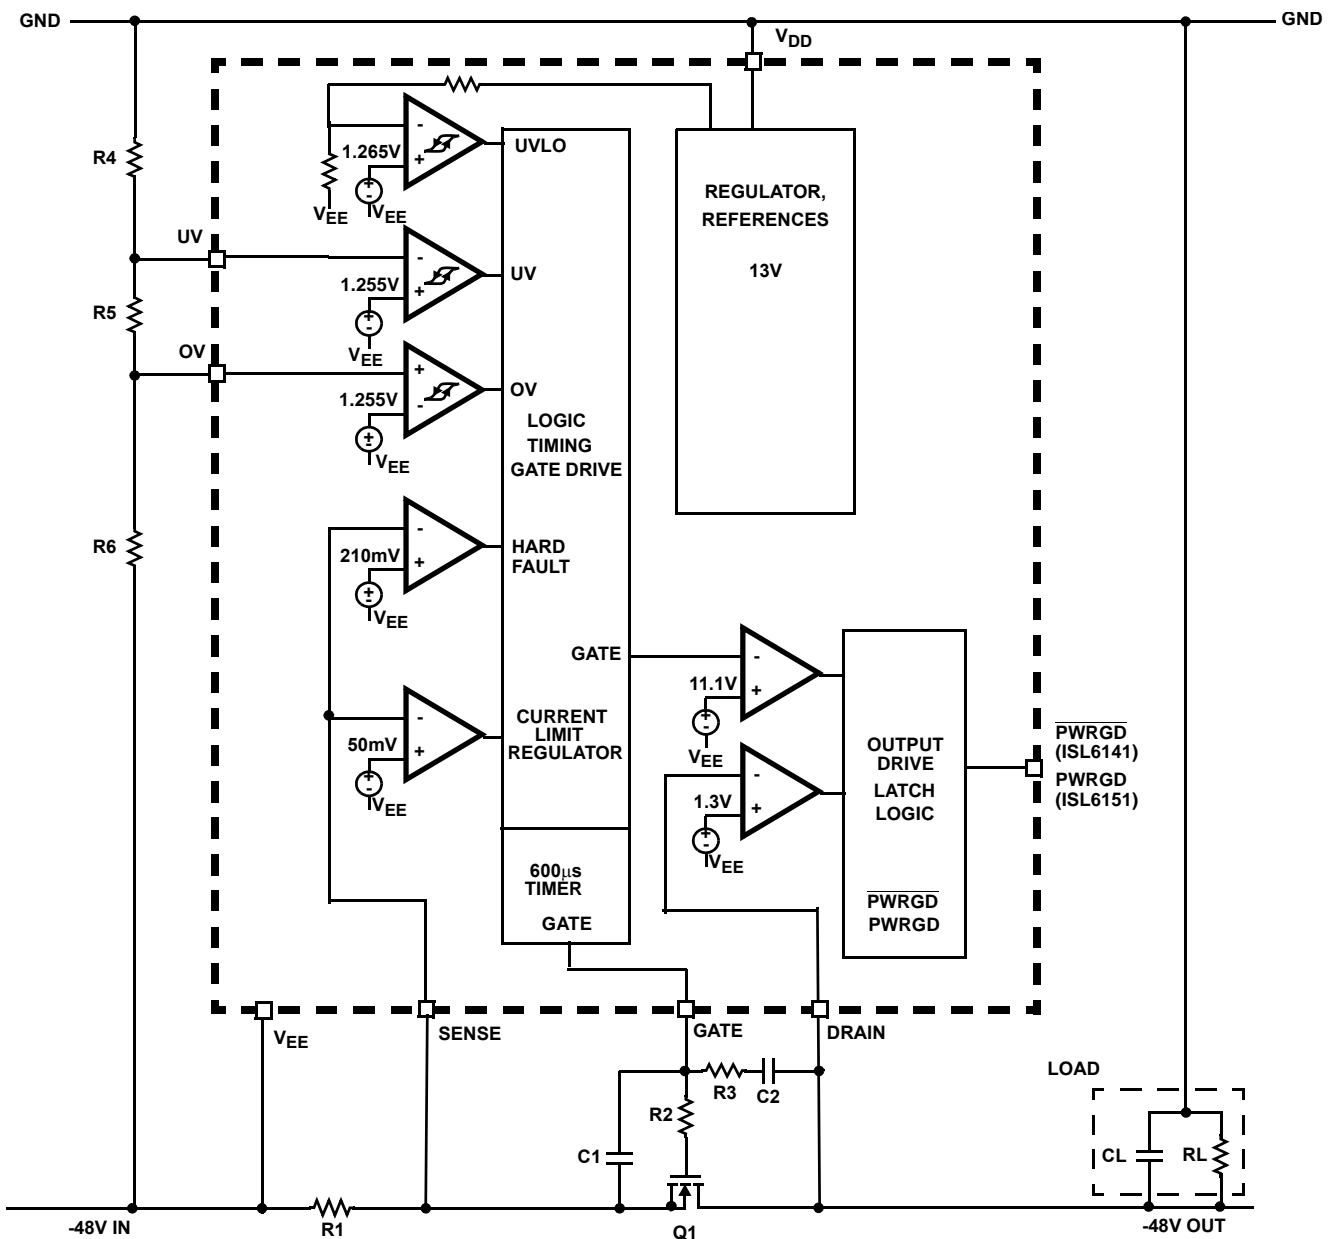 GND
GND
VDD
R4
1.265V
UVLO
VEE
VEE
REGULATOR,
REFERENCES
13V
UV
1.255V
UV
VEE
R5
OV
1.255V
OV
VEE
LOGIC
TIMING
GATE DRIVE
R6
210mV
HARD
FAULT
VEE
GATE
11.1V
VEE
50mV
CURRENT
LIMIT
REGULATOR
VEE
1.3V
VEE
OUTPUT
DRIVE
LATCH
LOGIC
PWRGD
PWRGD
PWRGD
(ISL6141)
PWRGD
(ISL6151)
600μs
TIMER
GATE
VEE
SENSE
GATE
DRAIN
R3
C2
R2
C1
LOAD
CL
RL
-48V IN
R1
Q1
-48V OUT